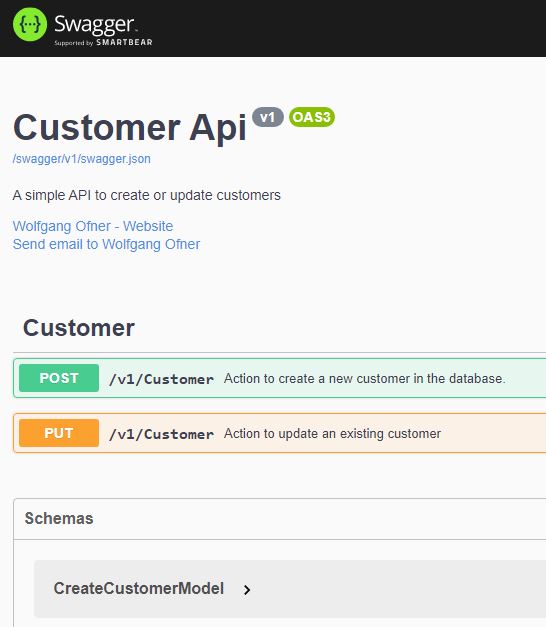 Swagger
Supported by SMARTBEAR
Customer Api v1 OAS3
/swagger/v1/swagger.json
A simple API to create or update customers
Wolfgang Ofner - Website
Send email to Wolfgang Ofner
Customer
POST /v1/Customer Action to create a new customer in the database.
PUT /v1/Customer Action to update an existing customer
Schemas
CreateCustomerModel